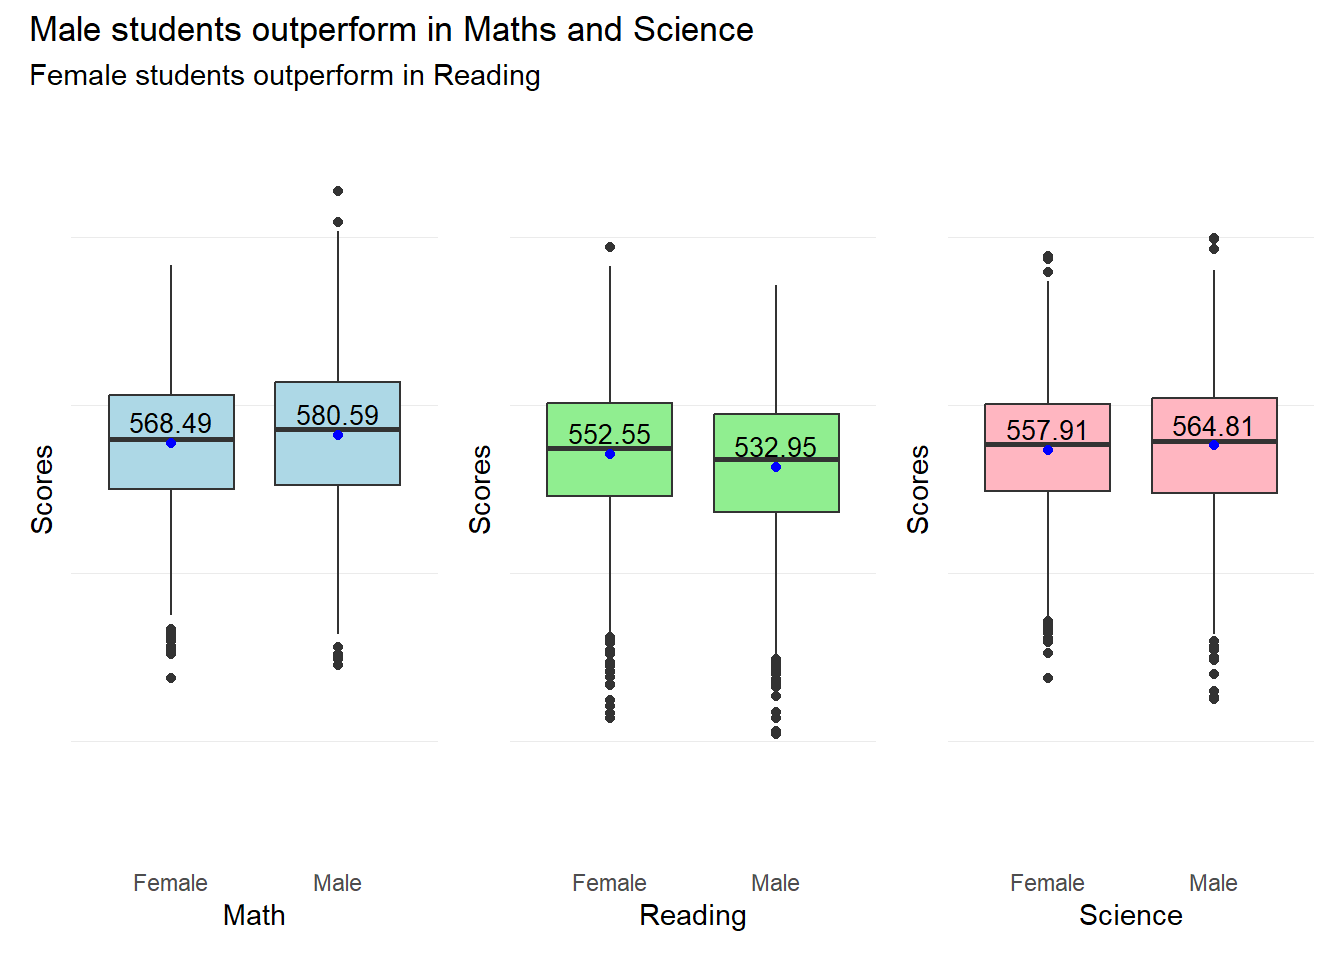 Male students outperform in Maths and Science
Female students outperform in Reading
Scores
568.49
580.59
Female
Male
Math
Scores
552.55
532.95
Female
Male
Reading
Scores
557.91
564.81
Female
Male
Science